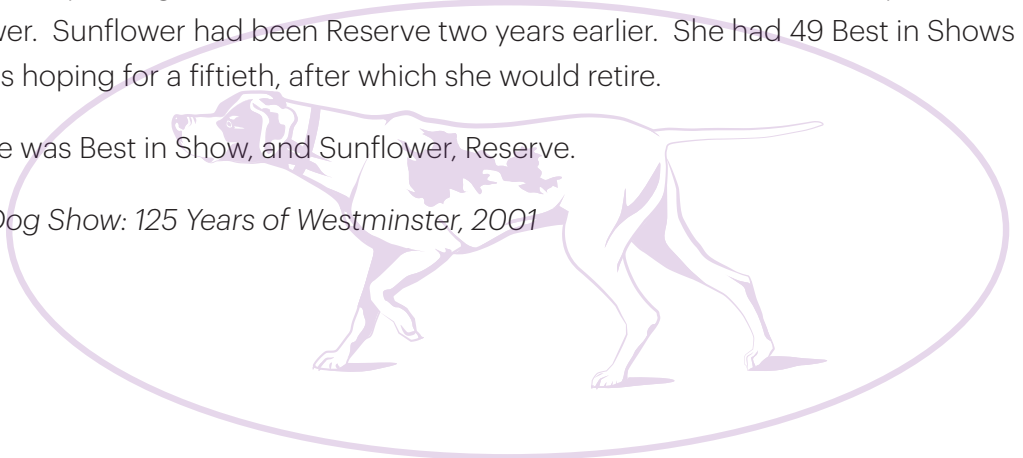 wer. Sunflower had been Reserve two years earlier. She had 49 Best in Shows
s hoping for a fiftieth, after which she would retire.
e was Best in Show, and Sunflower, Reserve.
Dog Show: 125 Years of Westminster, 2001